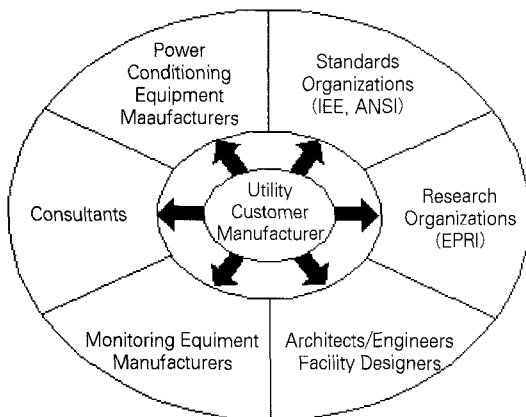 Power
Conditioning
Equipment
Maaufacturers
Standards
Organizations
(IEE, ANSI)
Consultants
Utility
Customer
Manufacturer
Research
Organizations
(EPRI)
Monitoring Equiment
Manufacturers
Architects/Engineers
Facility Designers